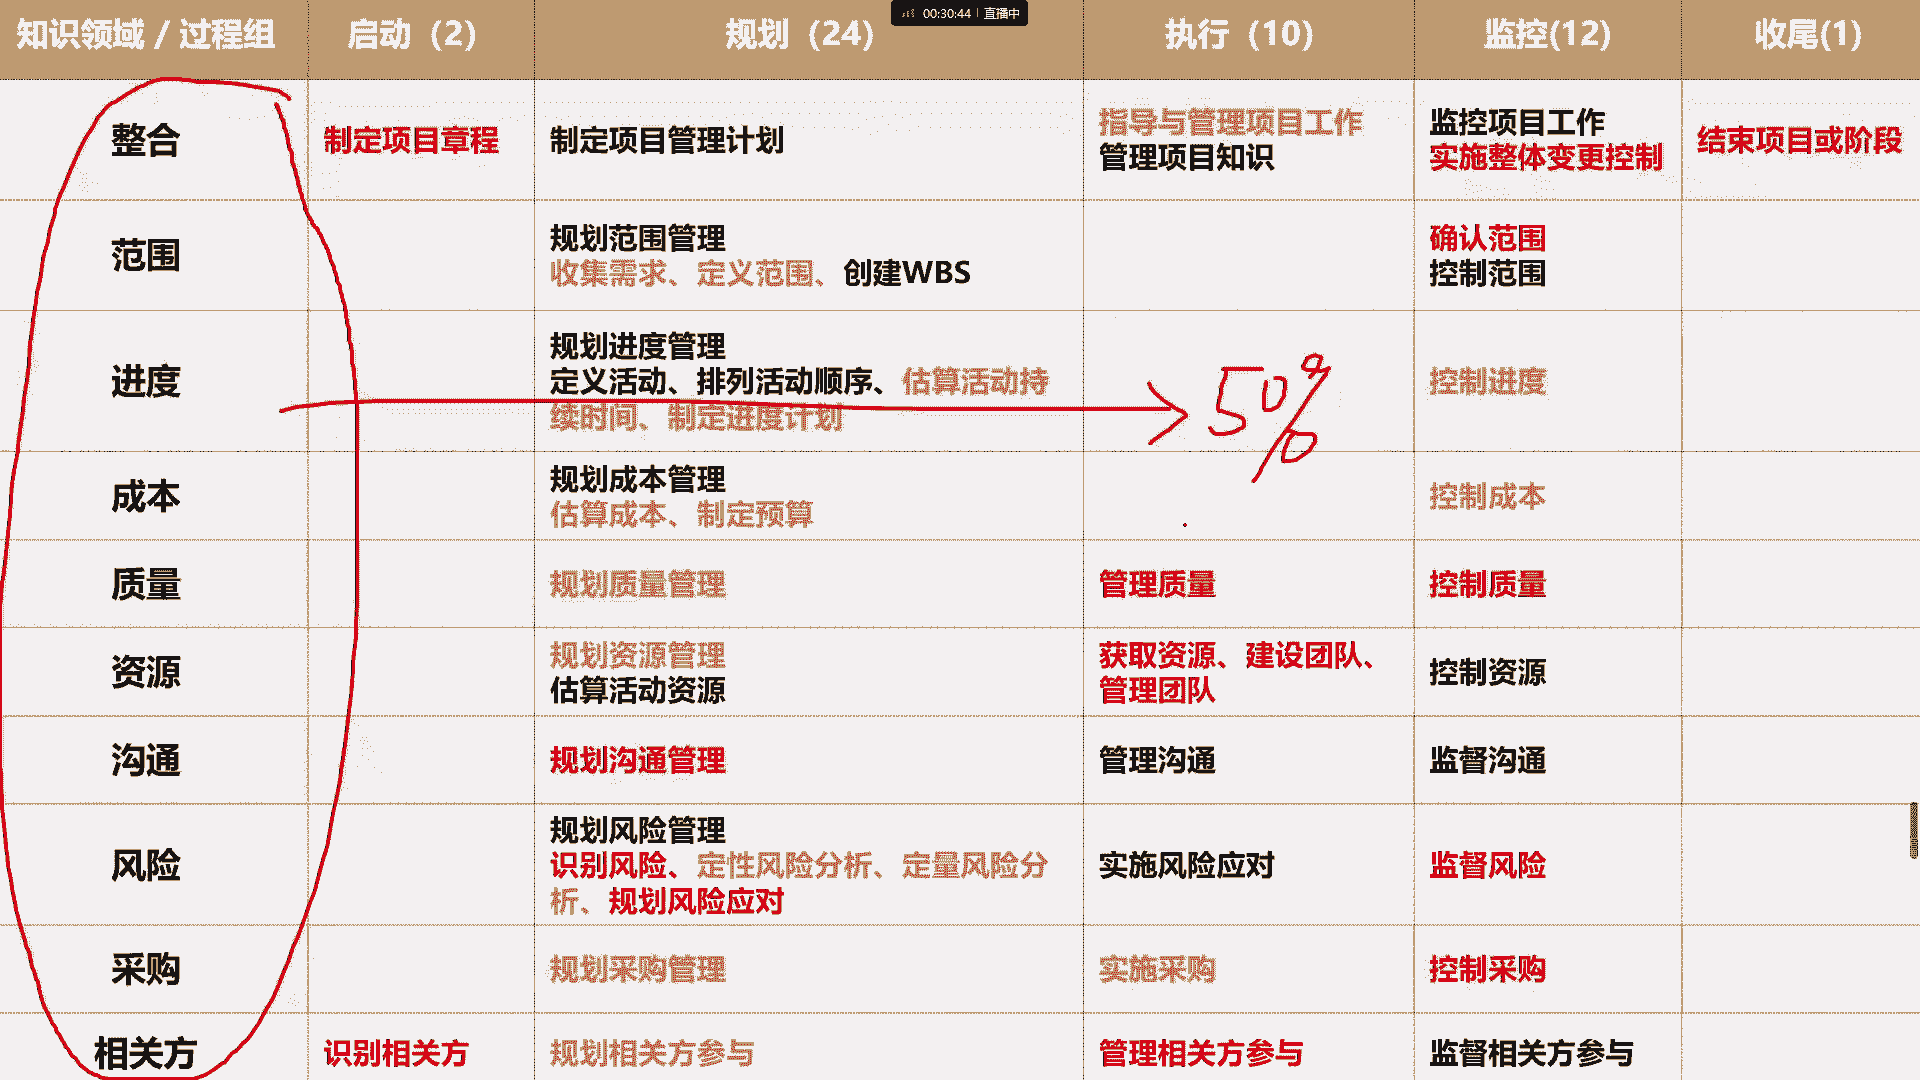 00:30:44 直播中
知识领域 / 过程组 启动（2） 规划（24） 执行（10） 监控(12) 收尾(1)
整合 制定项目章程 制定项目管理计划 指导与管理项目工作 监控项目工作 结束项目或阶段
管理项目知识 实施整体变更控制
范围 规划范围管理 确认范围
收集需求、定义范围、创建WBS 控制范围
进度 规划进度管理 控制进度
定义活动、排列活动顺序、估算活动持
续时间、制定进度计划
50%
成本 规划成本管理 控制成本
估算成本、制定预算
质量 规划质量管理 管理质量 控制质量
资源 规划资源管理 获取资源、建设团队、 控制资源
估算活动资源 管理团队
沟通 规划沟通管理 管理沟通 监督沟通
风险 规划风险管理 实施风险应对 监督风险
识别风险、定性风险分析、定量风险分
析、规划风险应对
采购 规划采购管理 实施采购 控制采购
相关方 识别相关方 规划相关方参与 管理相关方参与 监督相关方参与